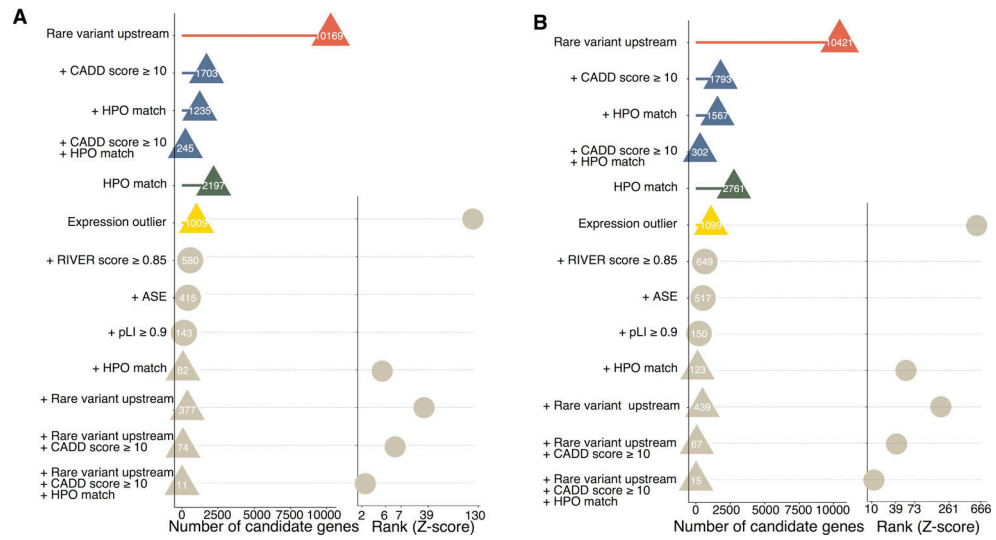 A
Rare variant upstream
10169
+ CADD score ≥ 10
1703
+ HPO match
1235
+ CADD score ≥ 10
+ HPO match
245
HPO match
2197
Expression outlier
1009
+ RIVER score ≥ 0.85
580
+ ASE
415
+ pLI ≥ 0.9
143
+ HPO match
82
+ Rare variant upstream
377
+ Rare variant upstream
+ CADD score ≥ 10
74
+ Rare variant upstream
+ CADD score ≥ 10
+ HPO match
11
0 2500 5000 7500 10000
2 6 7 39 130
Number of candidate genes
Rank (Z-score)
B
Rare variant upstream
10421
+ CADD score ≥ 10
1793
+ HPO match
1567
+ CADD score ≥ 10
+ HPO match
302
HPO match
2761
Expression outlier
1099
+ RIVER score ≥ 0.85
649
+ ASE
517
+ pLI ≥ 0.9
150
+ HPO match
123
+ Rare variant upstream
439
+ Rare variant upstream
+ CADD score ≥ 10
67
+ Rare variant upstream
+ CADD score ≥ 10
+ HPO match
15
0 2500 5000 7500 10000
10 39 73 261 666
Number of candidate genes
Rank (Z-score)